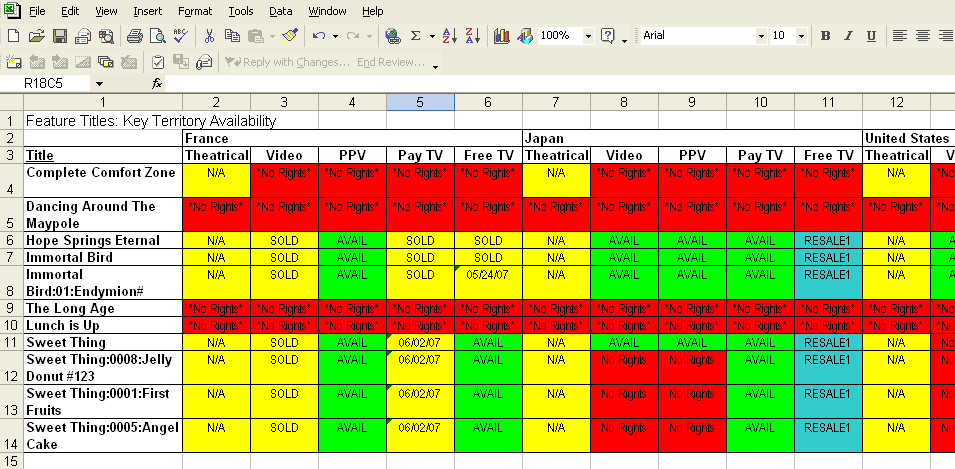 File Edit View Insert Format Tools Data Window Help
100% Arial 10 B I U
Reply with Changes... End Review...
R18C5 fx
1 2 3 4 5 6 7 8 9 10 11 12
1 Feature Titles: Key Territory Availability
2 France Japan United States
3 Title Theatrical Video PPV Pay TV Free TV Theatrical Video PPV Pay TV Free TV Theatrical V
4 Complete Comfort Zone N/A *No Rights* *No Rights* *No Rights* *No Rights* N/A *No Rights* *No Rights* *No Rights* *No Rights* N/A *No
5 Dancing Around The
Maypole *No Rights* *No Rights* *No Rights* *No Rights* *No Rights* *No Rights* *No Rights* *No Rights* *No Rights* *No Rights* *No Rights* *No
6 Hope Springs Eternal N/A SOLD AVAIL SOLD SOLD N/A AVAIL AVAIL AVAIL RESALE1 N/A A
7 Immortal Bird N/A SOLD AVAIL SOLD SOLD N/A AVAIL AVAIL AVAIL RESALE1 N/A A
8 Immortal
Bird:01:Endymion# N/A SOLD AVAIL SOLD 05/24/07 N/A AVAIL AVAIL AVAIL RESALE1 N/A A
9 The Long Age *No Rights* *No Rights* *No Rights* *No Rights* *No Rights* *No Rights* *No Rights* *No Rights* *No Rights* *No Rights* *No Rights* *No
10 Lunch is Up *No Rights* *No Rights* *No Rights* *No Rights* *No Rights* *No Rights* *No Rights* *No Rights* *No Rights* *No Rights* *No Rights* *No
11 Sweet Thing N/A SOLD AVAIL 06/02/07 AVAIL N/A AVAIL AVAIL AVAIL RESALE1 N/A No
12 Sweet Thing:0008:Jelly
Donut #123 N/A SOLD AVAIL 06/02/07 AVAIL N/A No Rights No Rights AVAIL RESALE1 N/A No
13 Sweet Thing:0001:First
Fruits N/A SOLD AVAIL 06/02/07 AVAIL N/A No Rights No Rights AVAIL RESALE1 N/A No
14 Sweet Thing:0005:Angel
Cake N/A SOLD AVAIL 06/02/07 AVAIL N/A No Rights No Rights AVAIL RESALE1 N/A No
15